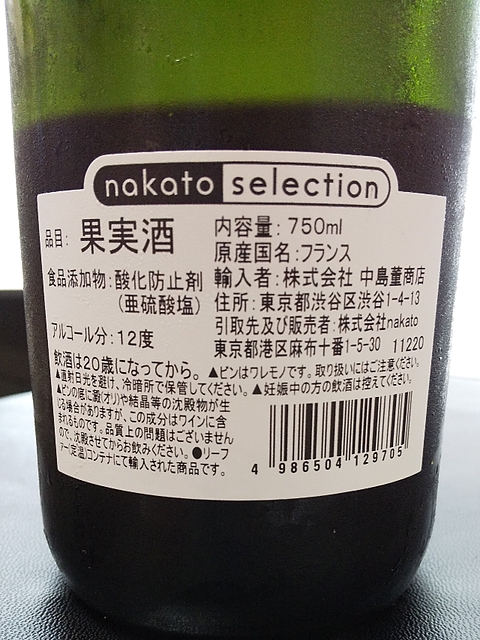 nakato selection
品目: 果実酒
内容量: 750ml
原産国名:フランス
食品添加物:酸化防止剤
(亜硫酸塩)
輸入者:株式会社 中島董商店
住所:東京都渋谷区渋谷1-4-13
アルコール分:12度
引取先及び販売者:株式会社nakato
東京都港区麻布十番1-5-30 11220
飲酒は20歳になってから。▲ビンはワレモノです。取り扱いにはご注意ください。
▲直射日光を避け、冷暗所で保管してください。▲妊娠中の方の飲酒は控えてください。
▲ビンの底に澱(オリ)や結晶等の沈殿物が生
じる場合がありますが、この成分はワインに含
まれるものです。品質上の問題はございません
ので、沈殿させてからお飲みください。●リーフ
ァー(定温)コンテナにて輸入された商品です。
4 986504 129705